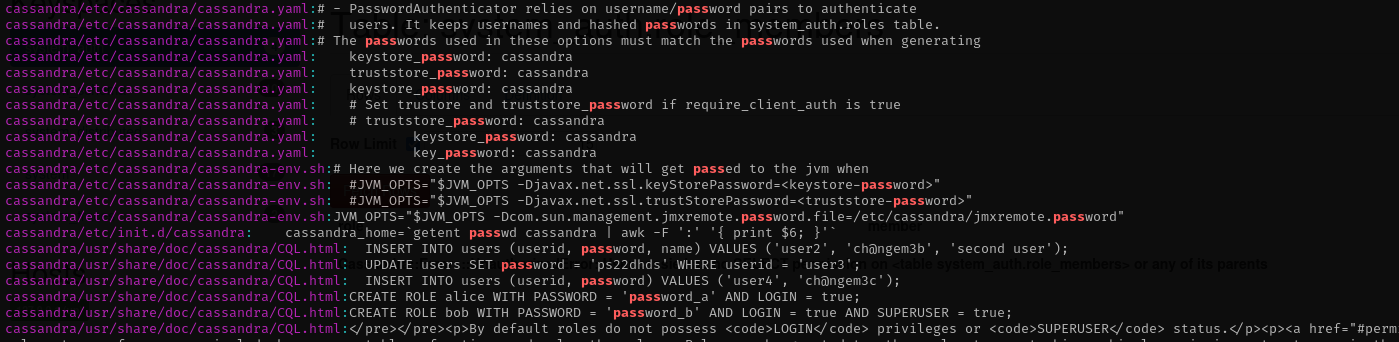 cassandra/etc/cassandra/cassandra.yaml:# - PasswordAuthenticator relies on username/password pairs to authenticate
cassandra/etc/cassandra/cassandra.yaml:#   users. It keeps usernames and hashed passwords in system_auth.roles table.
cassandra/etc/cassandra/cassandra.yaml:# The passwords used in these options must match the passwords used when generating
cassandra/etc/cassandra/cassandra.yaml:    keystore_password: cassandra
cassandra/etc/cassandra/cassandra.yaml:    truststore_password: cassandra
cassandra/etc/cassandra/cassandra.yaml:    keystore_password: cassandra
cassandra/etc/cassandra/cassandra.yaml:    # Set trustore and truststore_password if require_client_auth is true
cassandra/etc/cassandra/cassandra.yaml:    # truststore_password: cassandra
cassandra/etc/cassandra/cassandra.yaml:            keystore_password: cassandra
Row Limit
cassandra/etc/cassandra/cassandra.yaml:            key_password: cassandra
cassandra/etc/cassandra/cassandra-env.sh:# Here we create the arguments that will get passed to the jvm when
cassandra/etc/cassandra/cassandra-env.sh:  #JVM_OPTS="$JVM_OPTS -Djavax.net.ssl.keyStorePassword=<keystore-password>"
cassandra/etc/cassandra/cassandra-env.sh:  #JVM_OPTS="$JVM_OPTS -Djavax.net.ssl.trustStorePassword=<truststore-password>"
cassandra/etc/cassandra/cassandra-env.sh:JVM_OPTS="$JVM_OPTS -Dcom.sun.management.jmxremote.password.file=/etc/cassandra/jmxremote.password"
member
cassandra/etc/init.d/cassandra:    cassandra_home=`getent passwd cassandra | awk -F ':' '{ print $6; }'`
cassandra/usr/share/doc/cassandra/CQL.html:  INSERT INTO users (userid, password, name) VALUES ('user2', 'ch@ngem3b', 'second user');
cassandra/usr/share/doc/cassandra/CQL.html:  UPDATE users SET password = 'ps22dhds' WHERE userid = 'user3';
on <table system_auth.role_members> or any of its parents
cassandra/usr/share/doc/cassandra/CQL.html:  INSERT INTO users (userid, password) VALUES ('user4', 'ch@ngem3c');
cassandra/usr/share/doc/cassandra/CQL.html:CREATE ROLE alice WITH PASSWORD = 'password_a' AND LOGIN = true;
cassandra/usr/share/doc/cassandra/CQL.html:CREATE ROLE bob WITH PASSWORD = 'password_b' AND LOGIN = true AND SUPERUSER = true;
cassandra/usr/share/doc/cassandra/CQL.html:</pre></pre><p>By default roles do not possess <code>LOGIN</code> privileges or <code>SUPERUSER</code> status.</p><p><a href="#perm